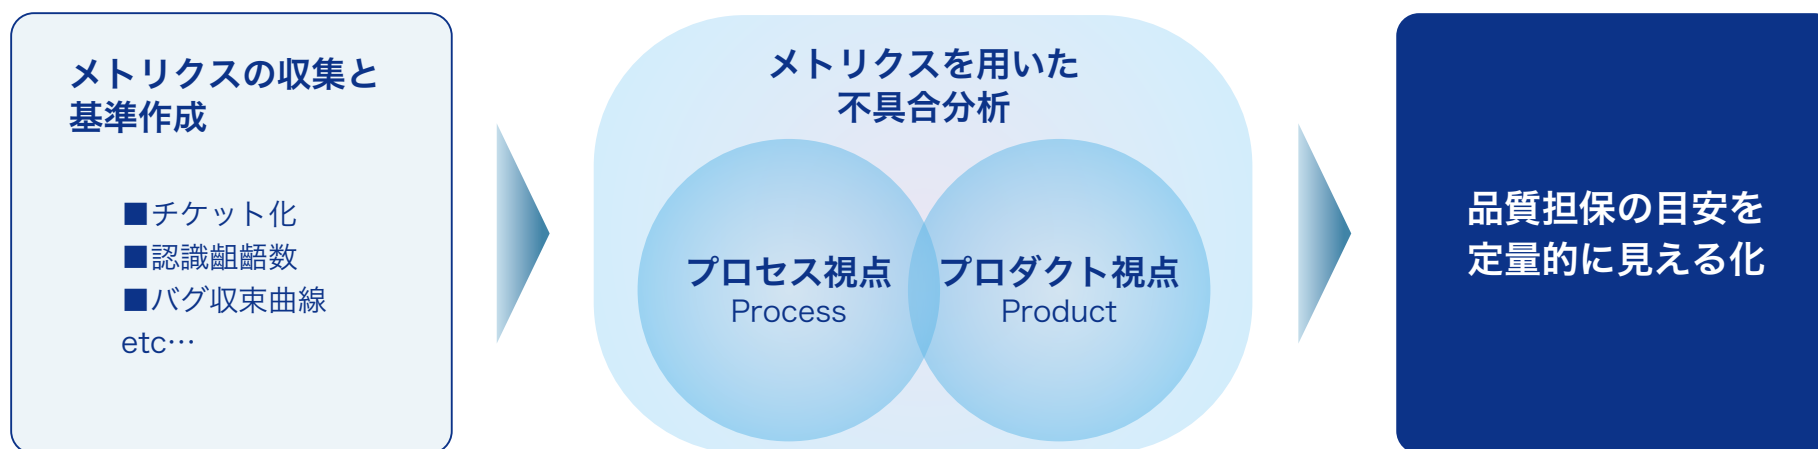 メトリクスの収集と
基準作成
■チケット化
■認識齟齬数
■バグ収束曲線
etc…
メトリクスを用いた
不具合分析
プロセス視点
Process
プロダクト視点
Product
品質担保の目安を
定量的に見える化